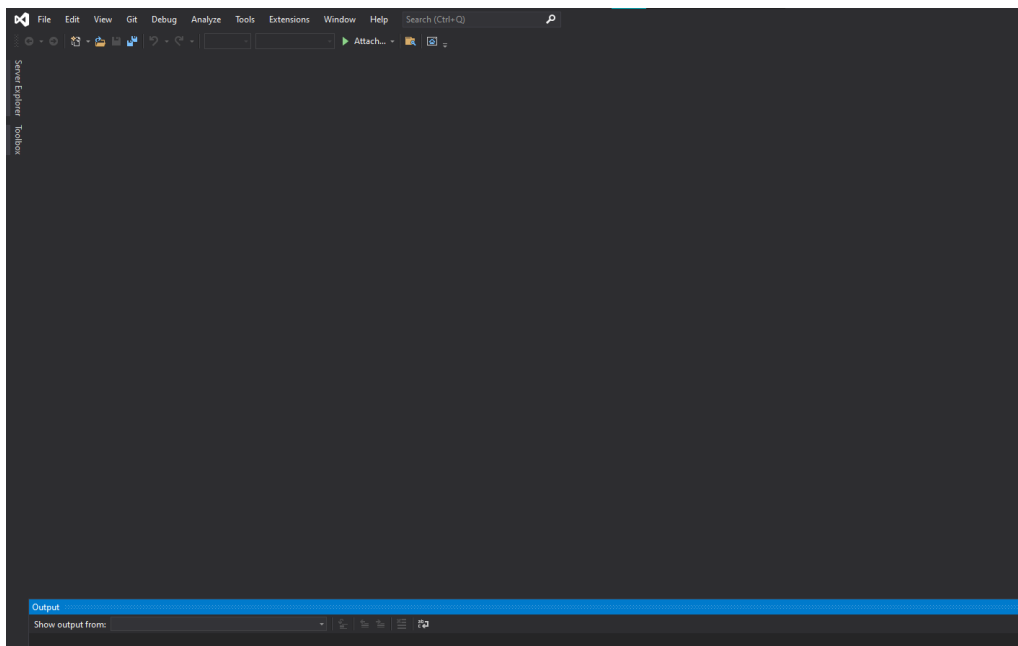 File Edit View Git Debug Analyze Tools Extensions Window Help Search (Ctrl+Q)
Attach...
Server Explorer
Toolbox
Output
Show output from: